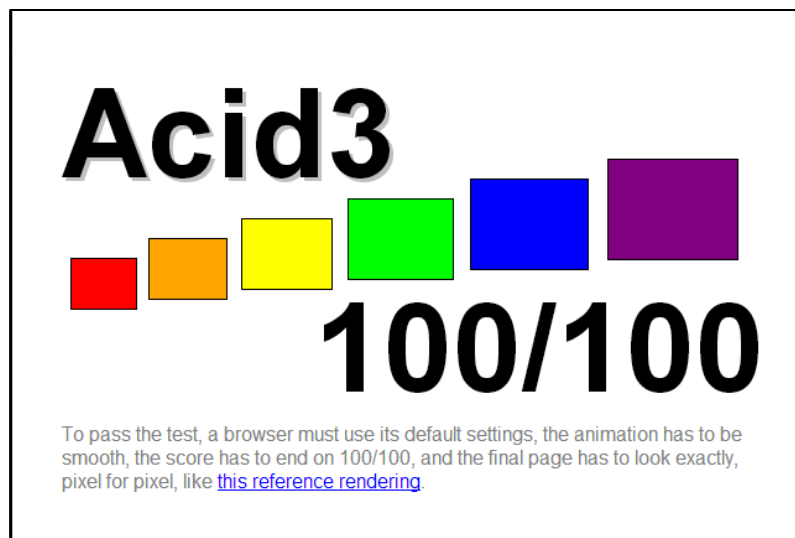 Acid3
100/100
To pass the test, a browser must use its default settings, the animation has to be
smooth, the score has to end on 100/100, and the final page has to look exactly,
pixel for pixel, like this reference rendering.